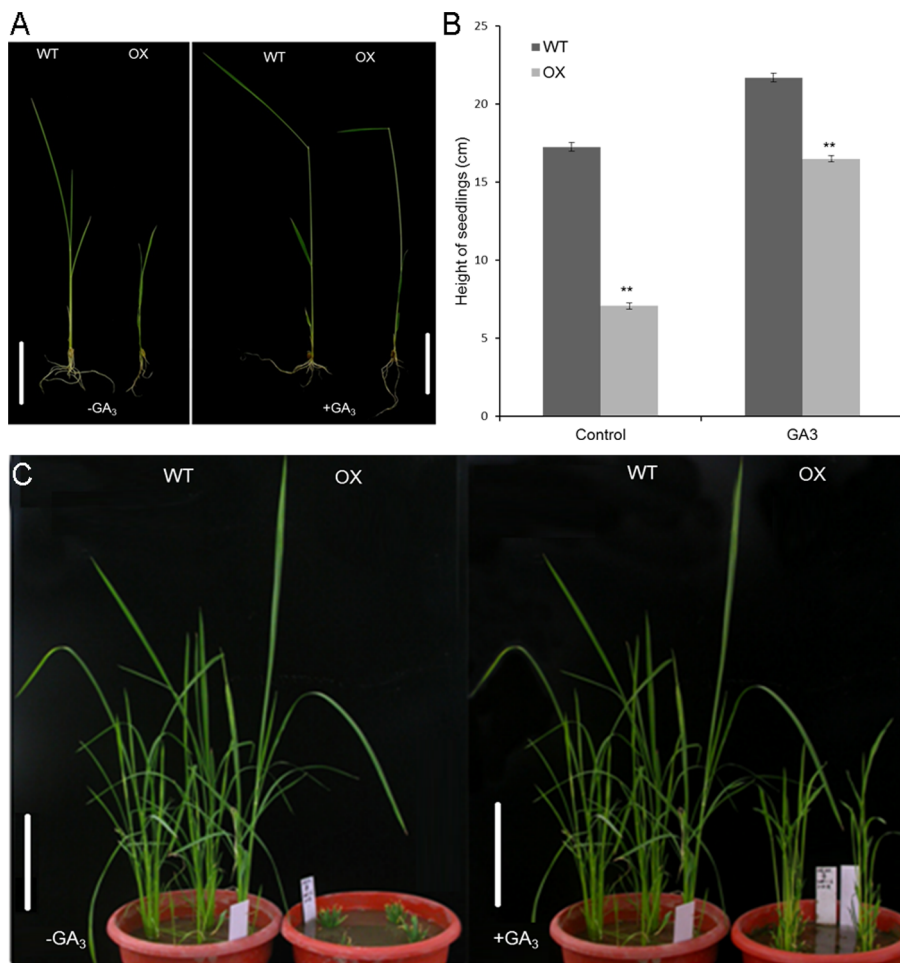 A
WT
OX
WT
OX
-GA₃
+GA₃
B
WT
OX
25
20
15
10
5
0
Height of seedlings (cm)
**
**
Control
GA3
C
WT
OX
WT
OX
-GA₃
+GA₃